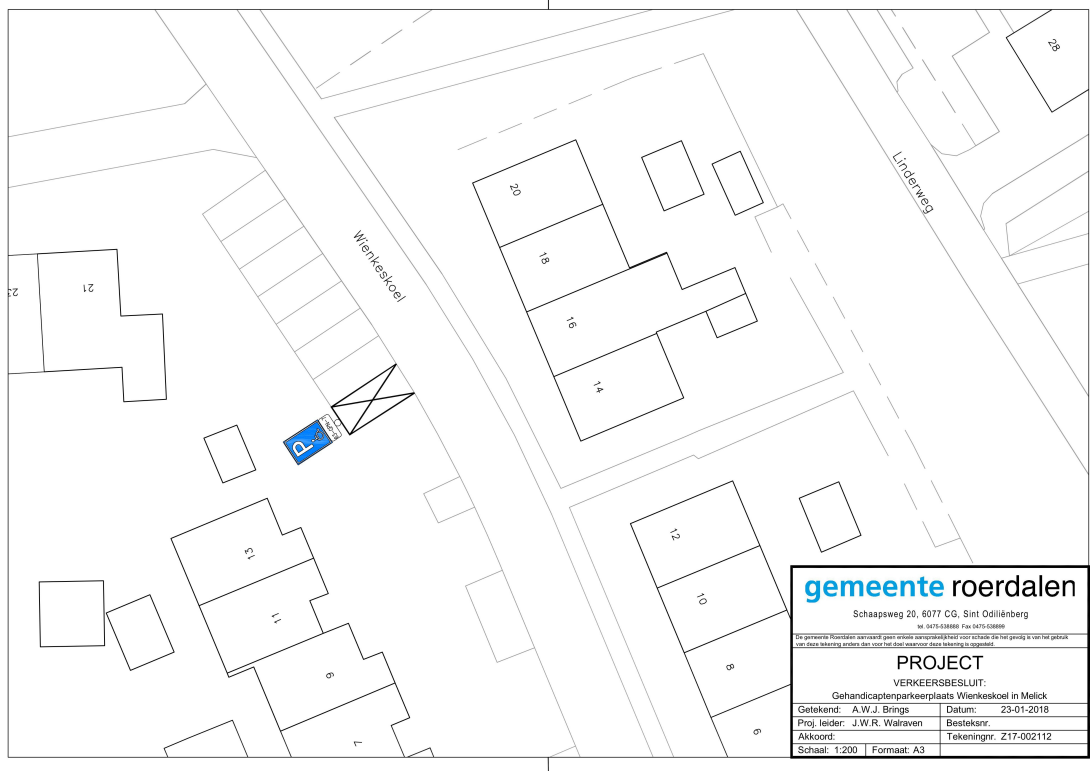 28
Linderweg
20
18
16
14
Wienkeskoel
21
23
P
13
11
9
7
12
10
8
6
gemeente roerdalen
Schaapsweg 20, 6077 CG, Sint Odiliënberg
tel. 0475-538888 Fax 0475-538899
De gemeente Roerdalen aanvaardt geen enkele aansprakelijkheid voor schade die het gevolg is van het gebruik
van deze tekening anders dan voor het doel waarvoor deze tekening is opgesteld.
PROJECT
VERKEERSBESLUIT:
Gehandicaptenparkeerplaats Wienkeskoel in Melick
Getekend: A.W.J. Brings Datum: 23-01-2018
Proj. leider: J.W.R. Walraven Besteksnr.
Akkoord: Tekeningnr. Z17-002112
Schaal: 1:200 Formaat: A3